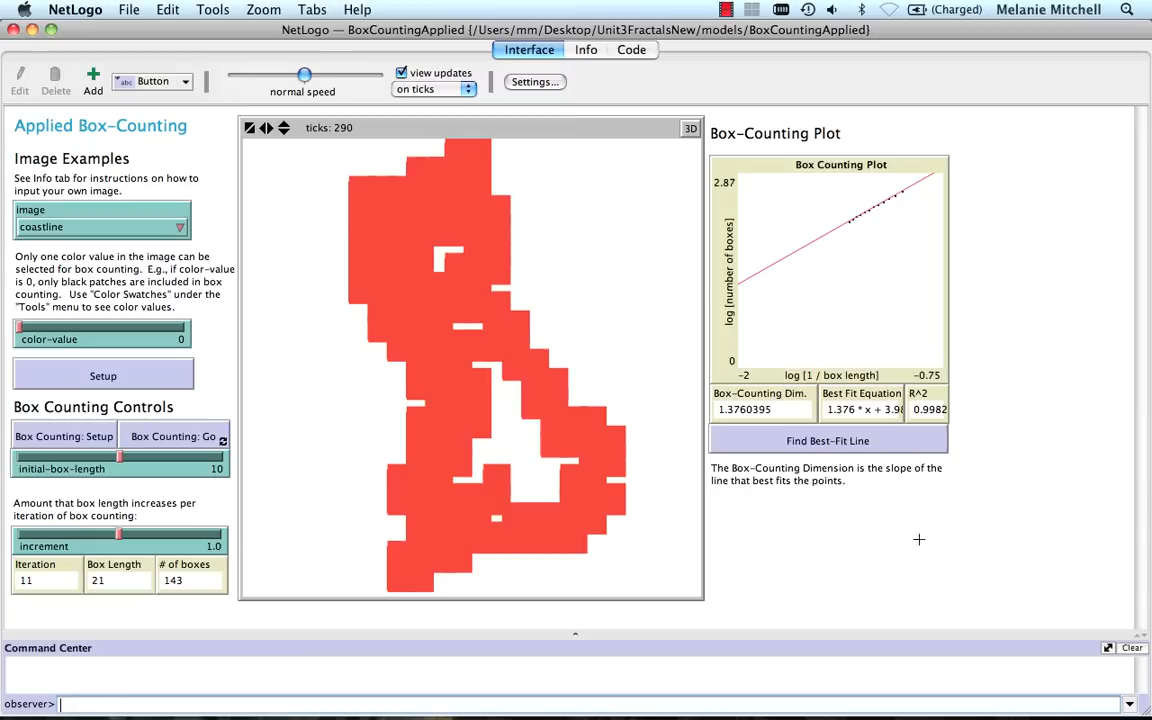 NetLogo File Edit Tools Zoom Tabs Help (Charged) Melanie Mitchell
NetLogo — BoxCountingApplied {/Users/mm/Desktop/Unit3FractalsNew/models/BoxCountingApplied}
Interface Info Code
Edit Delete Add abc Button normal speed view updates on ticks Settings...
Applied Box-Counting
Image Examples
See Info tab for instructions on how to
input your own image.
image
coastline
Only one color value in the image can be
selected for box counting. E.g., if color-value
is 0, only black patches are included in box
counting. Use "Color Swatches" under the
"Tools" menu to see color values.
color-value 0
Setup
Box Counting Controls
Box Counting: Setup Box Counting: Go
initial-box-length 10
Amount that box length increases per
iteration of box counting:
increment 1.0
Iteration Box Length # of boxes
11 21 143
ticks: 290 3D
Box-Counting Plot
Box Counting Plot
2.87
log [number of boxes]
0
-2 log [1 / box length] -0.75
Box-Counting Dim. Best Fit Equation R^2
1.3760395 1.376 * x + 3.98 0.9982
Find Best-Fit Line
The Box-Counting Dimension is the slope of the
line that best fits the points.
Command Center Clear
observer>